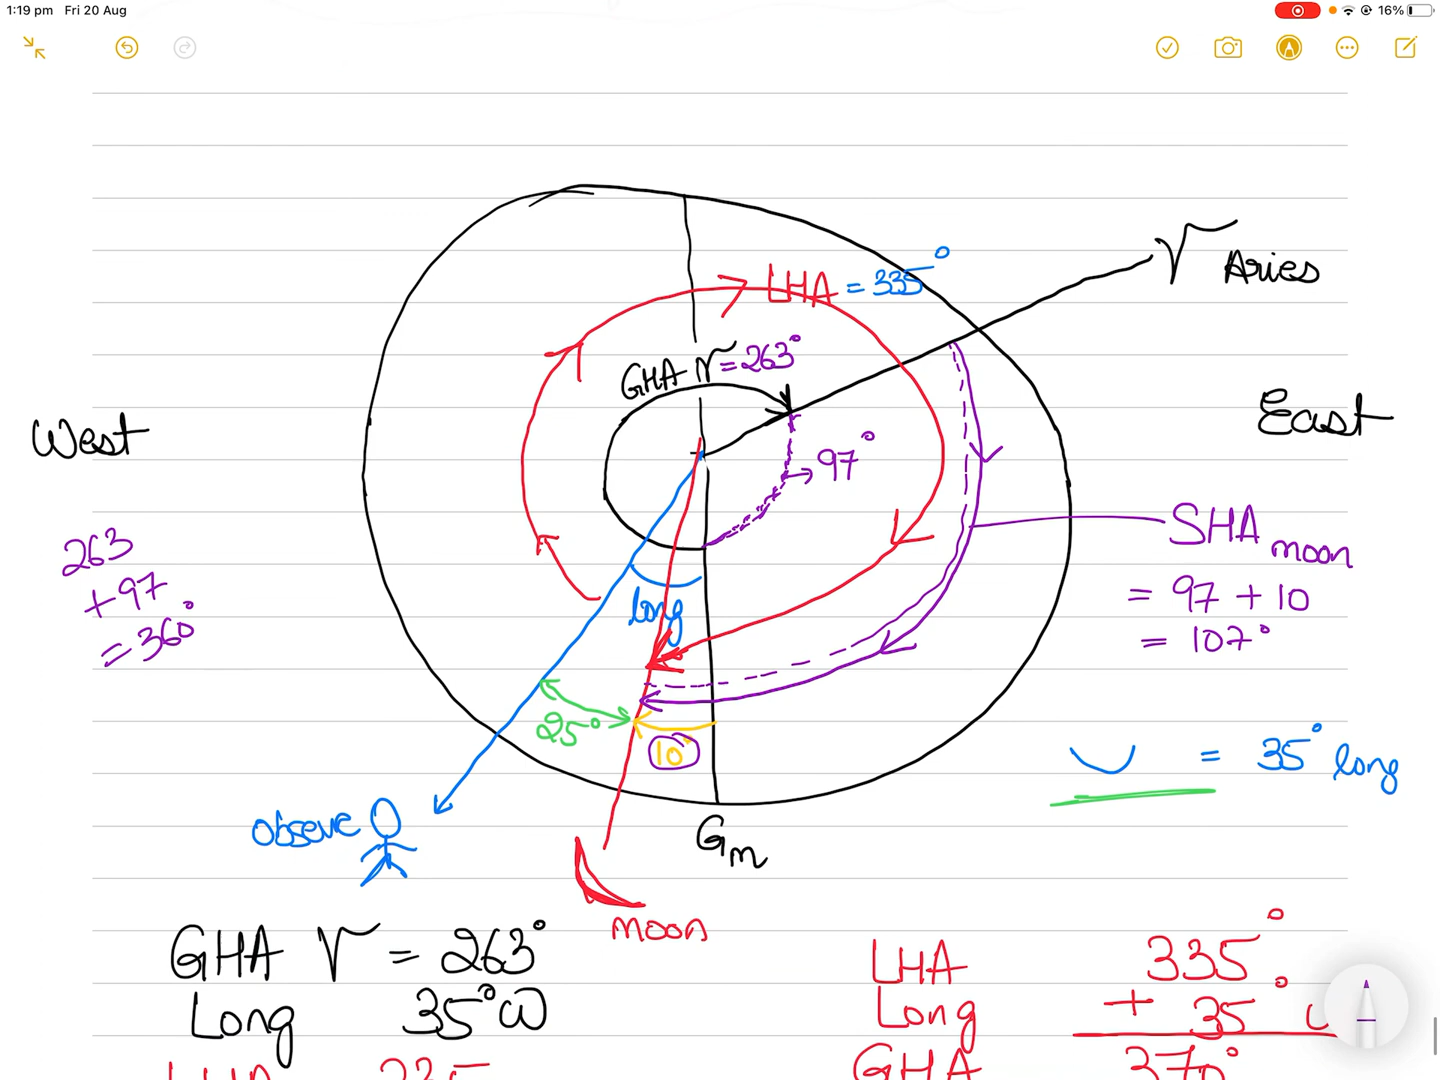 1:19 pm Fri 20 Aug
16%
LHA = 335°
♈ Aries
GHA ♈ = 263°
West
East
97°
263
+97
= 360°
SHA moon
= 97 + 10
= 107°
long
25°
10°
= 35° long
observe
Gm
moon
GHA ♈ = 263°
Long 35° W
LHA 335
LHA 335°
Long + 35°
GHA 370°